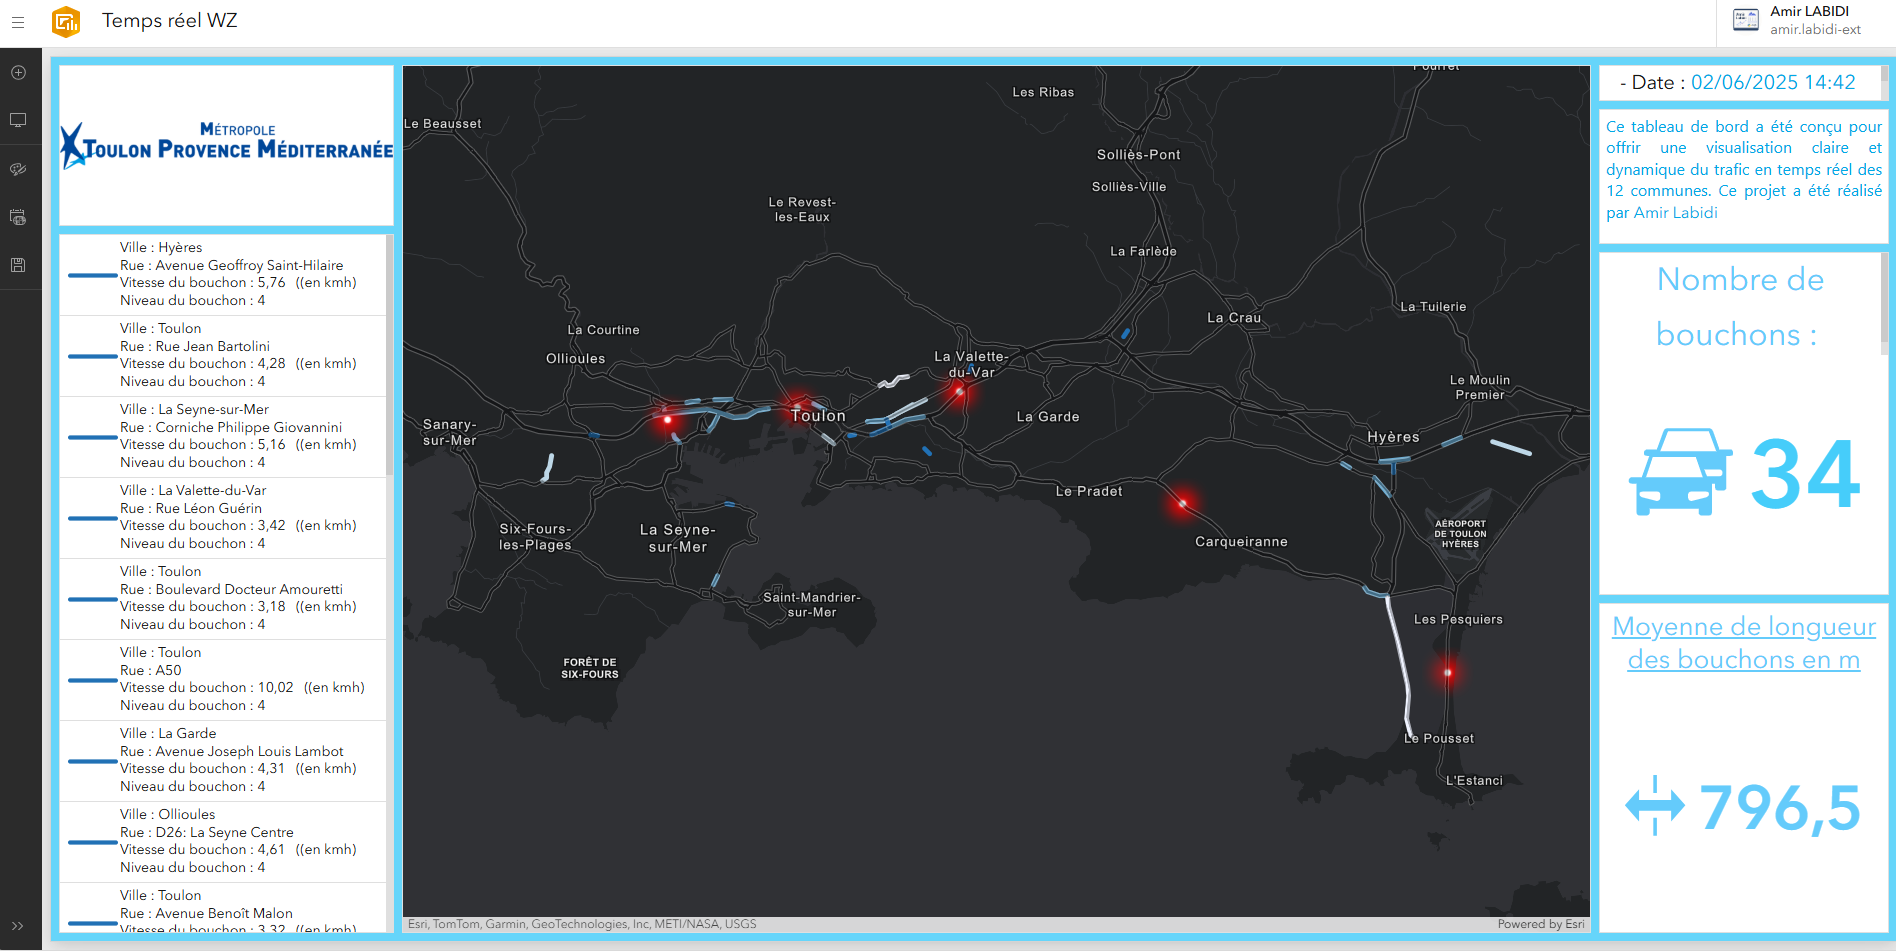 Temps réel WZ
Amir LABIDI
amir.labidi-ext
MÉTROPOLE
TOULON PROVENCE MÉDITERRANÉE
Ville : Hyères
Rue : Avenue Geoffroy Saint-Hilaire
Vitesse du bouchon : 5,76 ((en kmh)
Niveau du bouchon : 4
Ville : Toulon
Rue : Rue Jean Bartolini
Vitesse du bouchon : 4,28 ((en kmh)
Niveau du bouchon : 4
Ville : La Seyne-sur-Mer
Rue : Corniche Philippe Giovannini
Vitesse du bouchon : 5,16 ((en kmh)
Niveau du bouchon : 4
Ville : La Valette-du-Var
Rue : Rue Léon Guérin
Vitesse du bouchon : 3,42 ((en kmh)
Niveau du bouchon : 4
Ville : Toulon
Rue : Boulevard Docteur Amouretti
Vitesse du bouchon : 3,18 ((en kmh)
Niveau du bouchon : 4
Ville : Toulon
Rue : A50
Vitesse du bouchon : 10,02 ((en kmh)
Niveau du bouchon : 4
Ville : La Garde
Rue : Avenue Joseph Louis Lambot
Vitesse du bouchon : 4,31 ((en kmh)
Niveau du bouchon : 4
Ville : Ollioules
Rue : D26: La Seyne Centre
Vitesse du bouchon : 4,61 ((en kmh)
Niveau du bouchon : 4
Ville : Toulon
Rue : Avenue Benoît Malon
Vitesse du bouchon : 3,32 ((en kmh)
Pourret
Les Ribas
Le Beausset
Solliès-Pont
Solliès-Ville
Le Revest-
les-Eaux
La Farlède
La Tuilerie
La Crau
La Courtine
Ollioules
La Valette-
du-Var
Le Moulin
Premier
Toulon
La Garde
Sanary-
sur-Mer
Hyères
Le Pradet
Six-Fours-
les-Plages
La Seyne-
sur-Mer
AÉROPORT
DE TOULON
HYÈRES
Carqueiranne
Saint-Mandrier-
sur-Mer
Les Pesquiers
FORÊT DE
SIX-FOURS
Le Pousset
L'Estanci
Esri, TomTom, Garmin, GeoTechnologies, Inc, METI/NASA, USGS
Powered by Esri
- Date : 02/06/2025 14:42
Ce tableau de bord a été conçu pour
offrir une visualisation claire et
dynamique du trafic en temps réel des
12 communes. Ce projet a été réalisé
par Amir Labidi
Nombre de
bouchons :
34
Moyenne de longueur
des bouchons en m
796,5